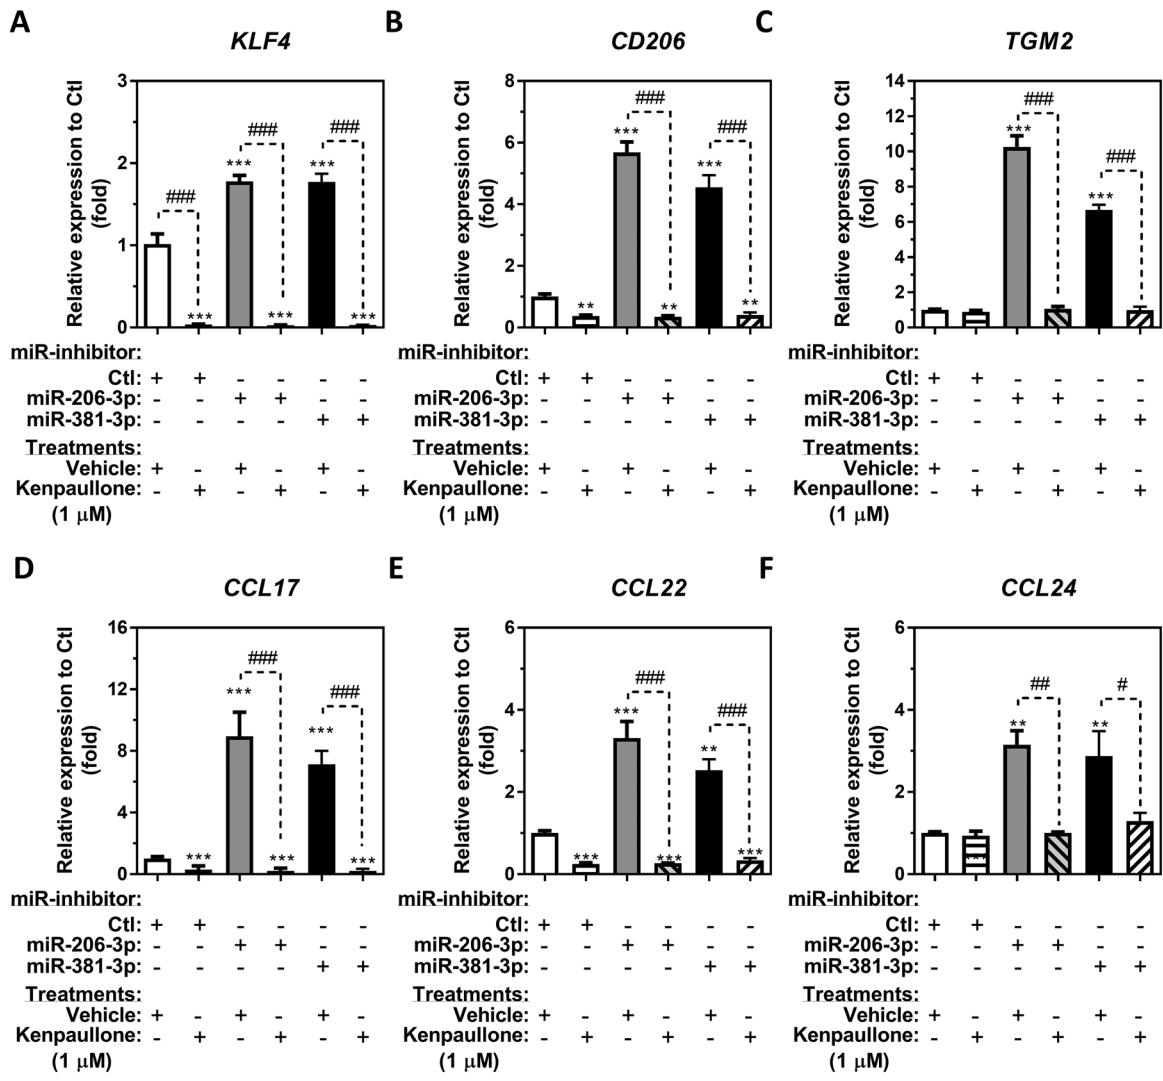 A
B
C
KLF4
CD206
TGM2
Relative expression to Ctl
(fold)
3
2
1
0
###
###
###
***
***
***
***
***
Relative expression to Ctl
(fold)
8
6
4
2
0
###
###
***
***
**
**
**
Relative expression to Ctl
(fold)
14
12
10
8
6
4
2
0
###
###
***
***
miR-inhibitor:
Ctl: + + - - - -
miR-206-3p: - - + + - -
miR-381-3p: - - - - + +
Treatments:
Vehicle: + - + - + -
Kenpaullone: - + - + - +
(1 μM)
miR-inhibitor:
Ctl: + + - - - -
miR-206-3p: - - + + - -
miR-381-3p: - - - - + +
Treatments:
Vehicle: + - + - + -
Kenpaullone: - + - + - +
(1 μM)
miR-inhibitor:
Ctl: + + - - - -
miR-206-3p: - - + + - -
miR-381-3p: - - - - + +
Treatments:
Vehicle: + - + - + -
Kenpaullone: - + - + - +
(1 μM)
D
E
F
CCL17
CCL22
CCL24
Relative expression to Ctl
(fold)
16
12
8
4
0
###
###
***
***
***
***
***
Relative expression to Ctl
(fold)
6
4
2
0
###
###
***
**
***
***
***
Relative expression to Ctl
(fold)
6
4
2
0
##
#
**
**
miR-inhibitor:
Ctl: + + - - - -
miR-206-3p: - - + + - -
miR-381-3p: - - - - + +
Treatments:
Vehicle: + - + - + -
Kenpaullone: - + - + - +
(1 μM)
miR-inhibitor:
Ctl: + + - - - -
miR-206-3p: - - + + - -
miR-381-3p: - - - - + +
Treatments:
Vehicle: + - + - + -
Kenpaullone: - + - + - +
(1 μM)
miR-inhibitor:
Ctl: + + - - - -
miR-206-3p: - - + + - -
miR-381-3p: - - - - + +
Treatments:
Vehicle: + - + - + -
Kenpaullone: - + - + - +
(1 μM)